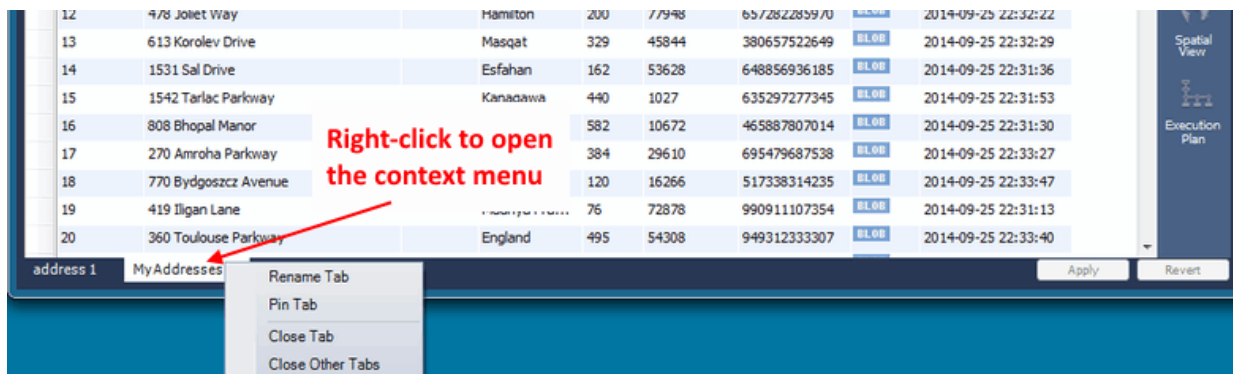 12 478 Joliet Way Hamilton 200 77948 657282285970 BLOB 2014-09-25 22:32:22
13 613 Korolev Drive Masqat 329 45844 380657522649 BLOB 2014-09-25 22:32:29
Spatial
View
14 1531 Sal Drive Esfahan 162 53628 648856936185 BLOB 2014-09-25 22:31:36
15 1542 Tarlac Parkway Kanagawa 440 1027 635297277345 BLOB 2014-09-25 22:31:53
16 808 Bhopal Manor 582 10672 465887807014 BLOB 2014-09-25 22:31:30
Execution
Plan
17 270 Amroha Parkway 384 29610 695479687538 BLOB 2014-09-25 22:33:27
Right-click to open
the context menu
18 770 Bydgoszcz Avenue 120 16266 517338314235 BLOB 2014-09-25 22:33:47
19 419 Iligan Lane 76 72878 990911107354 BLOB 2014-09-25 22:31:13
20 360 Toulouse Parkway England 495 54308 949312333307 BLOB 2014-09-25 22:33:40
address 1 MyAddresses Apply Revert
Rename Tab
Pin Tab
Close Tab
Close Other Tabs